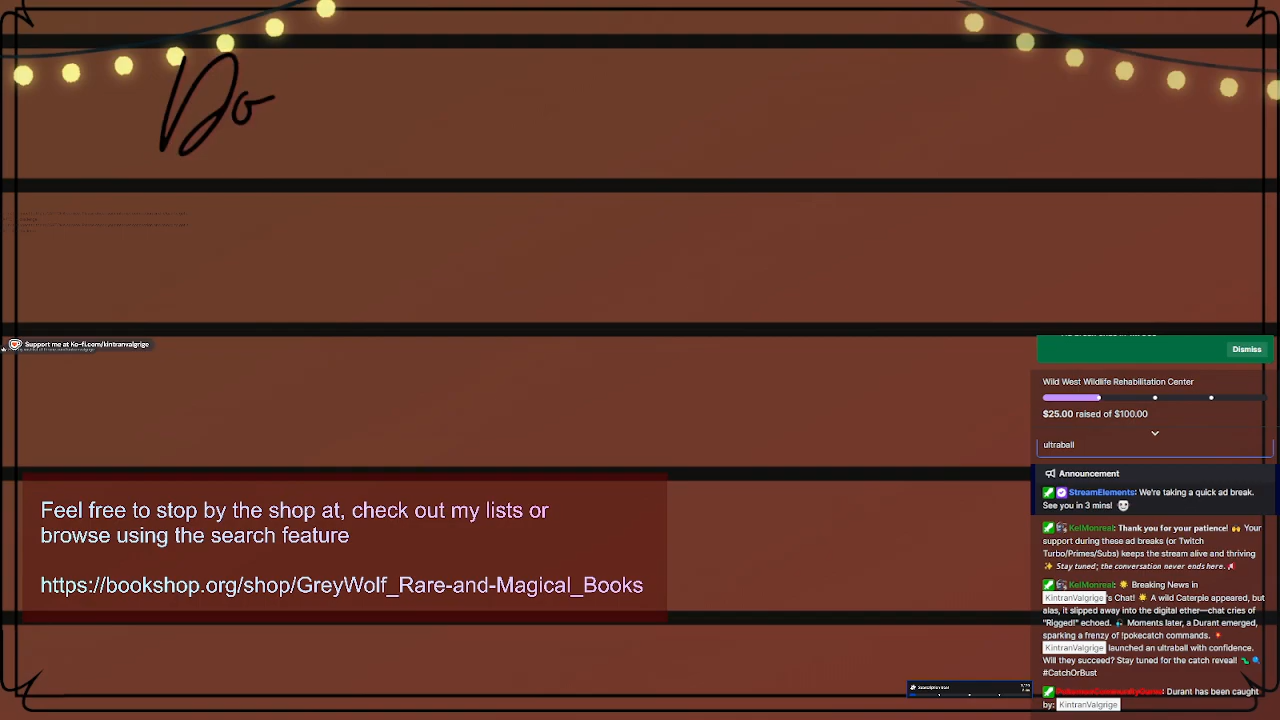 Do
Support me at Ko-fi.com/kintranvalgrige
Dismiss
Wild West Wildlife Rehabilitation Center
$25.00 raised of $100.00
ultraball
Announcement
StreamElements: We're taking a quick ad break.
See you in 3 mins!
Feel free to stop by the shop at, check out my lists or
browse using the search feature
https://bookshop.org/shop/GreyWolf_Rare-and-Magical_Books
KelMonreal: Thank you for your patience! 🙌 Your
support during these ad breaks (or Twitch
Turbo/Primes/Subs) keeps the stream alive and thriving
✨ Stay tuned; the conversation never ends here. 🚀
KelMonreal: 🌟 Breaking News in
KintranValgrige's Chat! 🌟 A wild Caterpie appeared, but
alas, it slipped away into the digital ether—chat cries of
"Rigged!" echoed. Moments later, a Durant emerged,
sparking a frenzy of !pokecatch commands.
KintranValgrige launched an ultraball with confidence.
Will they succeed? Stay tuned for the catch reveal! 🐛 🔍
#CatchOrBust
PokemonCommunityGame: Durant has been caught
by: KintranValgrige